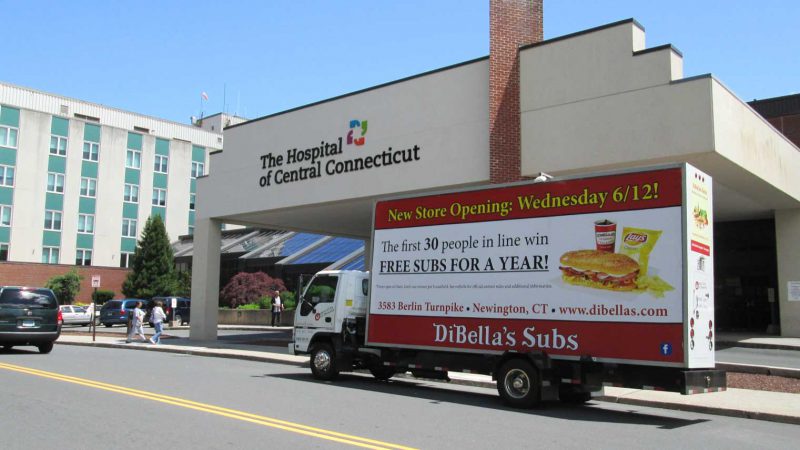 The Hospital
of Central Connecticut
New Store Opening: Wednesday 6/12!
The first 30 people in line win
FREE SUBS FOR A YEAR!
Lay's
3583 Berlin Turnpike • Newington, CT • www.dibellas.com
DiBella's Subs
f